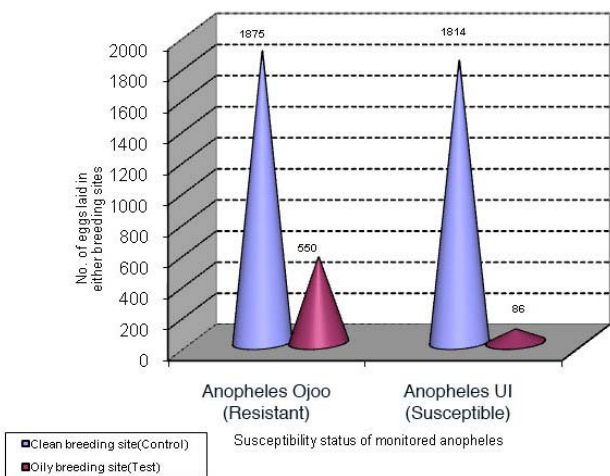 1875
1814
550
86
2000
1800
1600
1400
1200
1000
800
600
400
200
0
No. of eggs laid in
either breeding sites
Anopheles Ojoo
(Resistant)
Anopheles UI
(Susceptible)
Susceptibility status of monitored anopheles
Clean breeding site(Control)
Oily breeding site(Test)